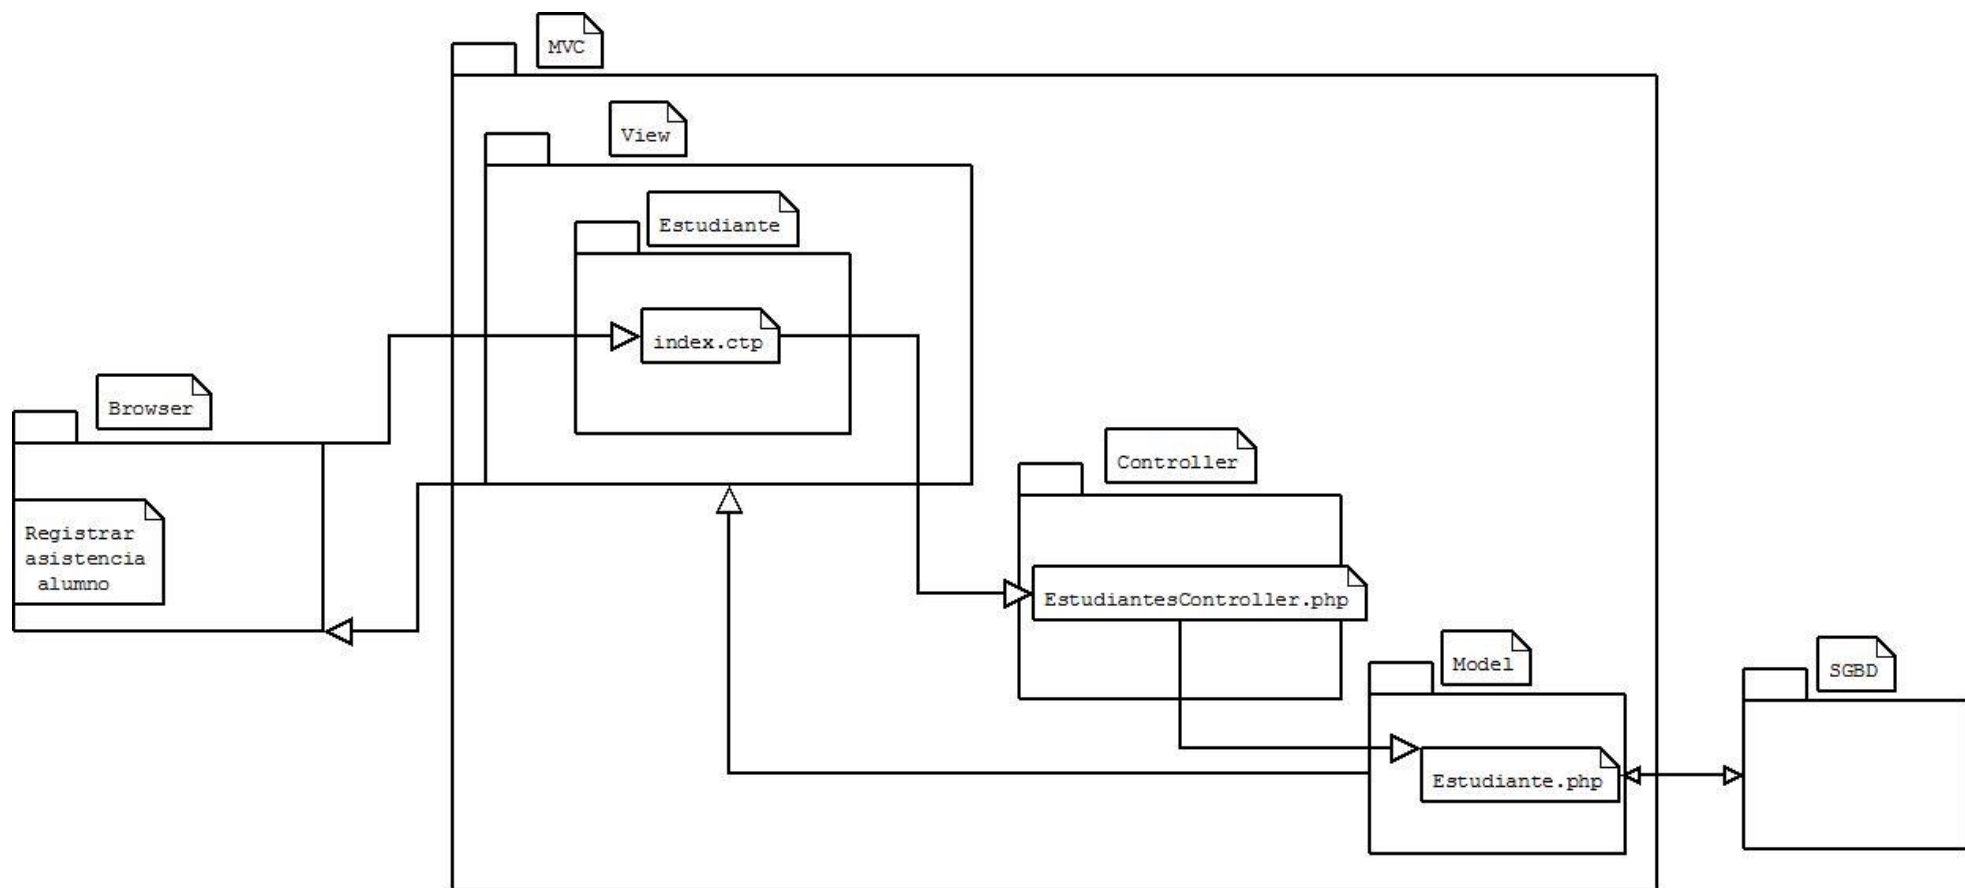 MVC
View
Estudiante
index.ctp
Browser
Registrar
asistencia
alumno
Controller
EstudiantesController.php
Model
Estudiante.php
SGBD